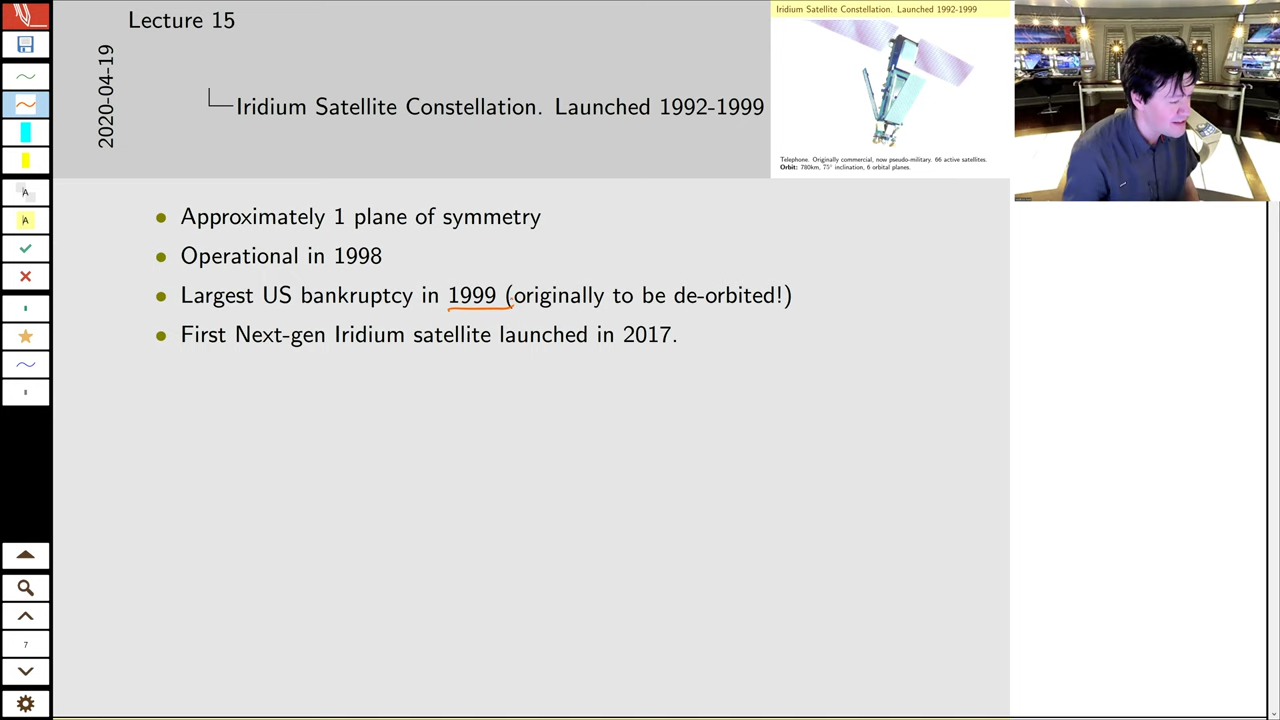 Lecture 15
2020-04-19
Iridium Satellite Constellation. Launched 1992-1999
Iridium Satellite Constellation. Launched 1992-1999
Telephone. Originally commercial, now pseudo-military. 66 active satellites.
Orbit: 780km, 75° inclination, 6 orbital planes.
• Approximately 1 plane of symmetry
• Operational in 1998
• Largest US bankruptcy in 1999 (originally to be de-orbited!)
• First Next-gen Iridium satellite launched in 2017.
A
A
7